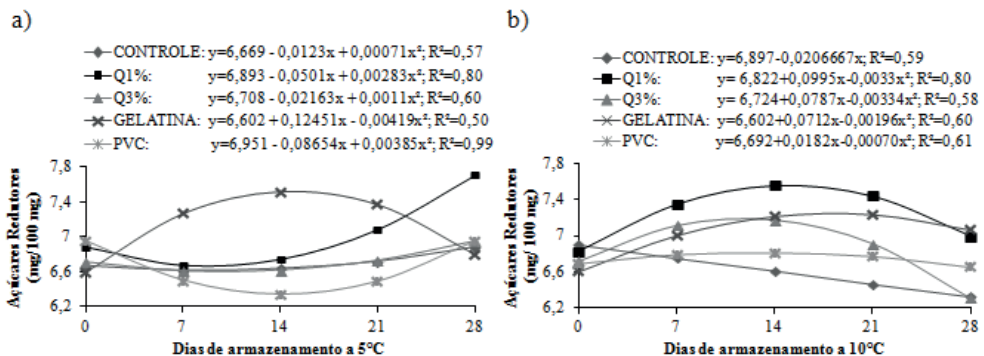 a)
CONTROLE: y=6,669 - 0,0123x + 0,00071x²; R²=0,57
Q1%: y=6,893 - 0,0501x + 0,00283x²; R²=0,80
Q3%: y=6,708 - 0,02163x + 0,0011x²; R²=0,60
GELATINA: y=6,602 + 0,12451x - 0,00419x²; R²=0,50
PVC: y=6,951 - 0,08654x + 0,00385x²; R²=0,99
Açúcares Redutores
(mg/100 mg)
7,8
7,4
7
6,6
6,2
0 7 14 21 28
Dias de armazenamento a 5°C
b)
CONTROLE: y=6,897-0,0206667x; R²=0,59
Q1%: y= 6,822+0,0995x-0,0033x²; R²=0,80
Q3%: y= 6,724+0,0787x-0,00334x²; R²=0,58
GELATINA: y=6,602+0,0712x-0,00196x²; R²=0,60
PVC: y=6,692+0,0182x-0,00070x²; R²=0,61
Açúcares Redutores
(mg/100 mg)
7,8
7,4
7
6,6
6,2
0 7 14 21 28
Dias de armazenamento a 10°C